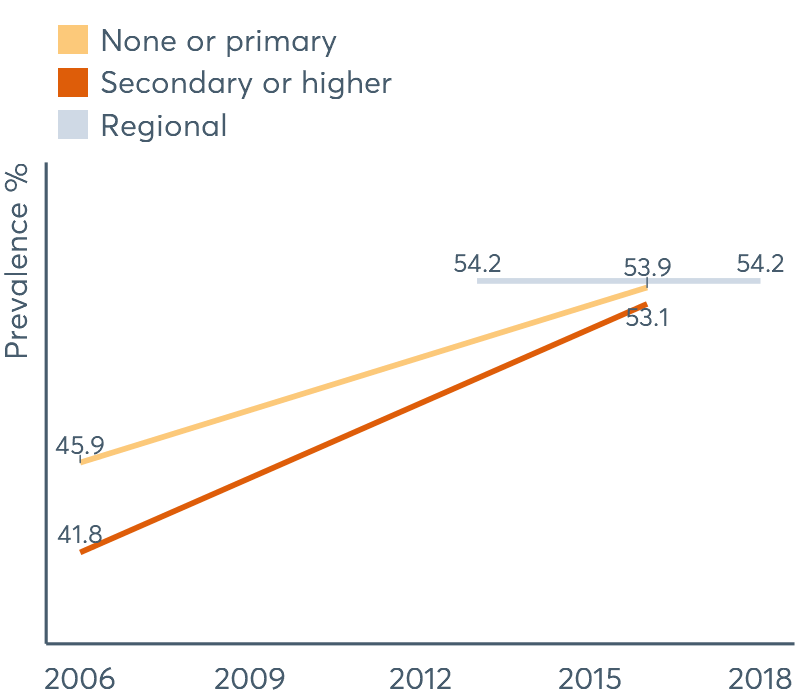 None or primary
Secondary or higher
Regional
Prevalence %
54.2
53.9
54.2
53.1
45.9
41.8
2006
2009
2012
2015
2018